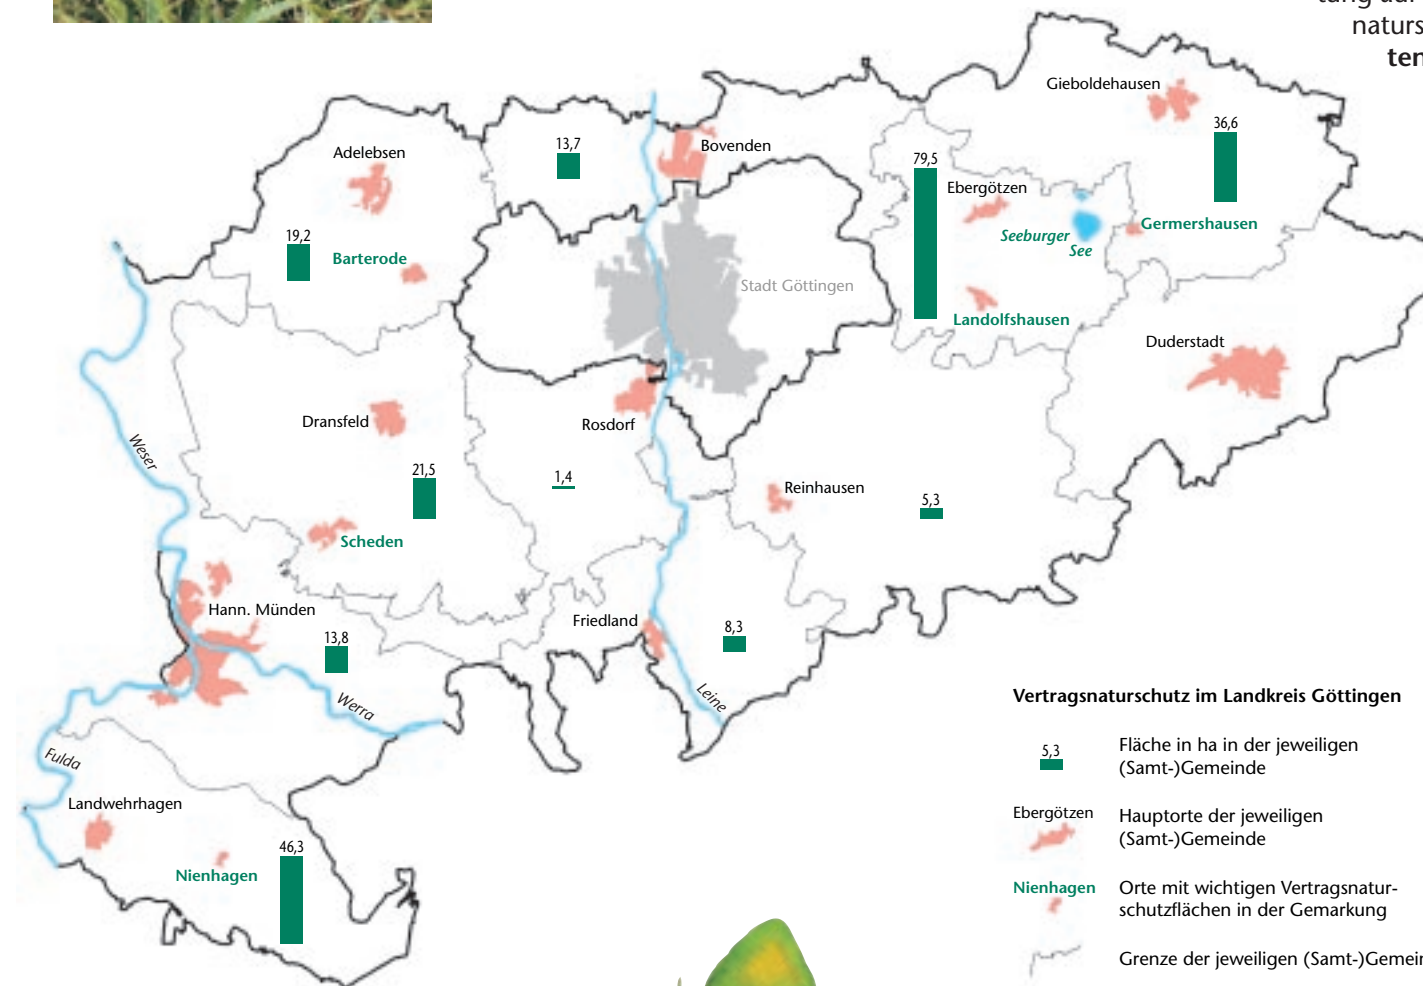 naturs
ten
Gieboldehausen
36,6
Adelebsen
13,7
Bovenden
79,5
Ebergötzen
Seeburger
See
Germershausen
19,2
Barterode
Stadt Göttingen
Landolfshausen
Duderstadt
Weser
Dransfeld
21,5
Rosdorf
1,4
Reinhausen
5,3
Scheden
Hann. Münden
13,8
Friedland
8,3
Werra
Leine
Fulda
Landwehrhagen
46,3
Nienhagen
Vertragsnaturschutz im Landkreis Göttingen
5,3
Fläche in ha in der jeweiligen
(Samt-)Gemeinde
Ebergötzen
Hauptorte der jeweiligen
(Samt-)Gemeinde
Nienhagen
Orte mit wichtigen Vertragsnatur-
schutzflächen in der Gemarkung
Grenze der jeweiligen (Samt-)Gemein